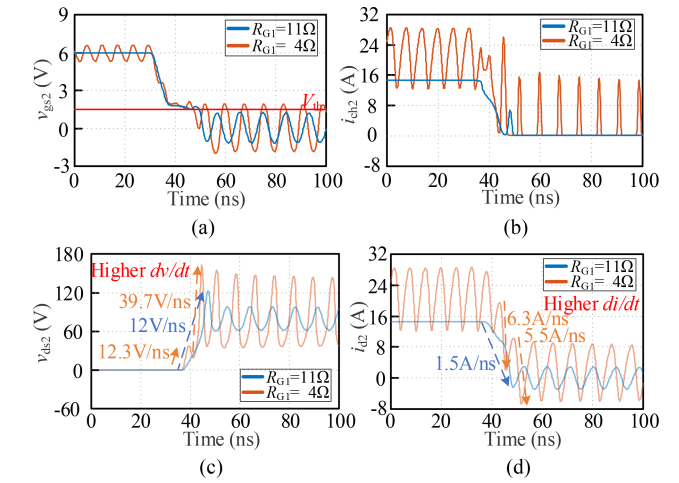 R_G1=11Ω
R_G1= 4Ω
v_gs2 (V)
9
6
3
0
-3
V_th
0 20 40 60 80 100
Time (ns)
(a)
R_G1=11Ω
R_G1= 4Ω
i_ch2 (A)
32
24
16
8
0
-8
0 20 40 60 80 100
Time (ns)
(b)
v_ds2 (V)
180
120
60
0
-60
Higher dv/dt
39.7V/ns
12V/ns
12.3V/ns
R_G1=11Ω
R_G1= 4Ω
0 20 40 60 80 100
Time (ns)
(c)
i_d2 (A)
32
24
16
8
0
-8
R_G1=11Ω
R_G1= 4Ω
Higher di/dt
6.3A/ns
5.5A/ns
1.5A/ns
0 20 40 60 80 100
Time (ns)
(d)